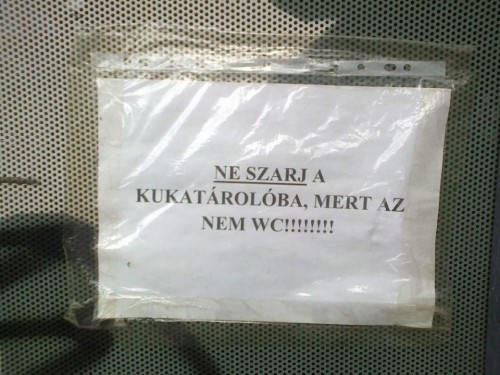 NE SZARJ A
KUKATÁROLÓBA, MERT AZ
NEM WC!!!!!!!!